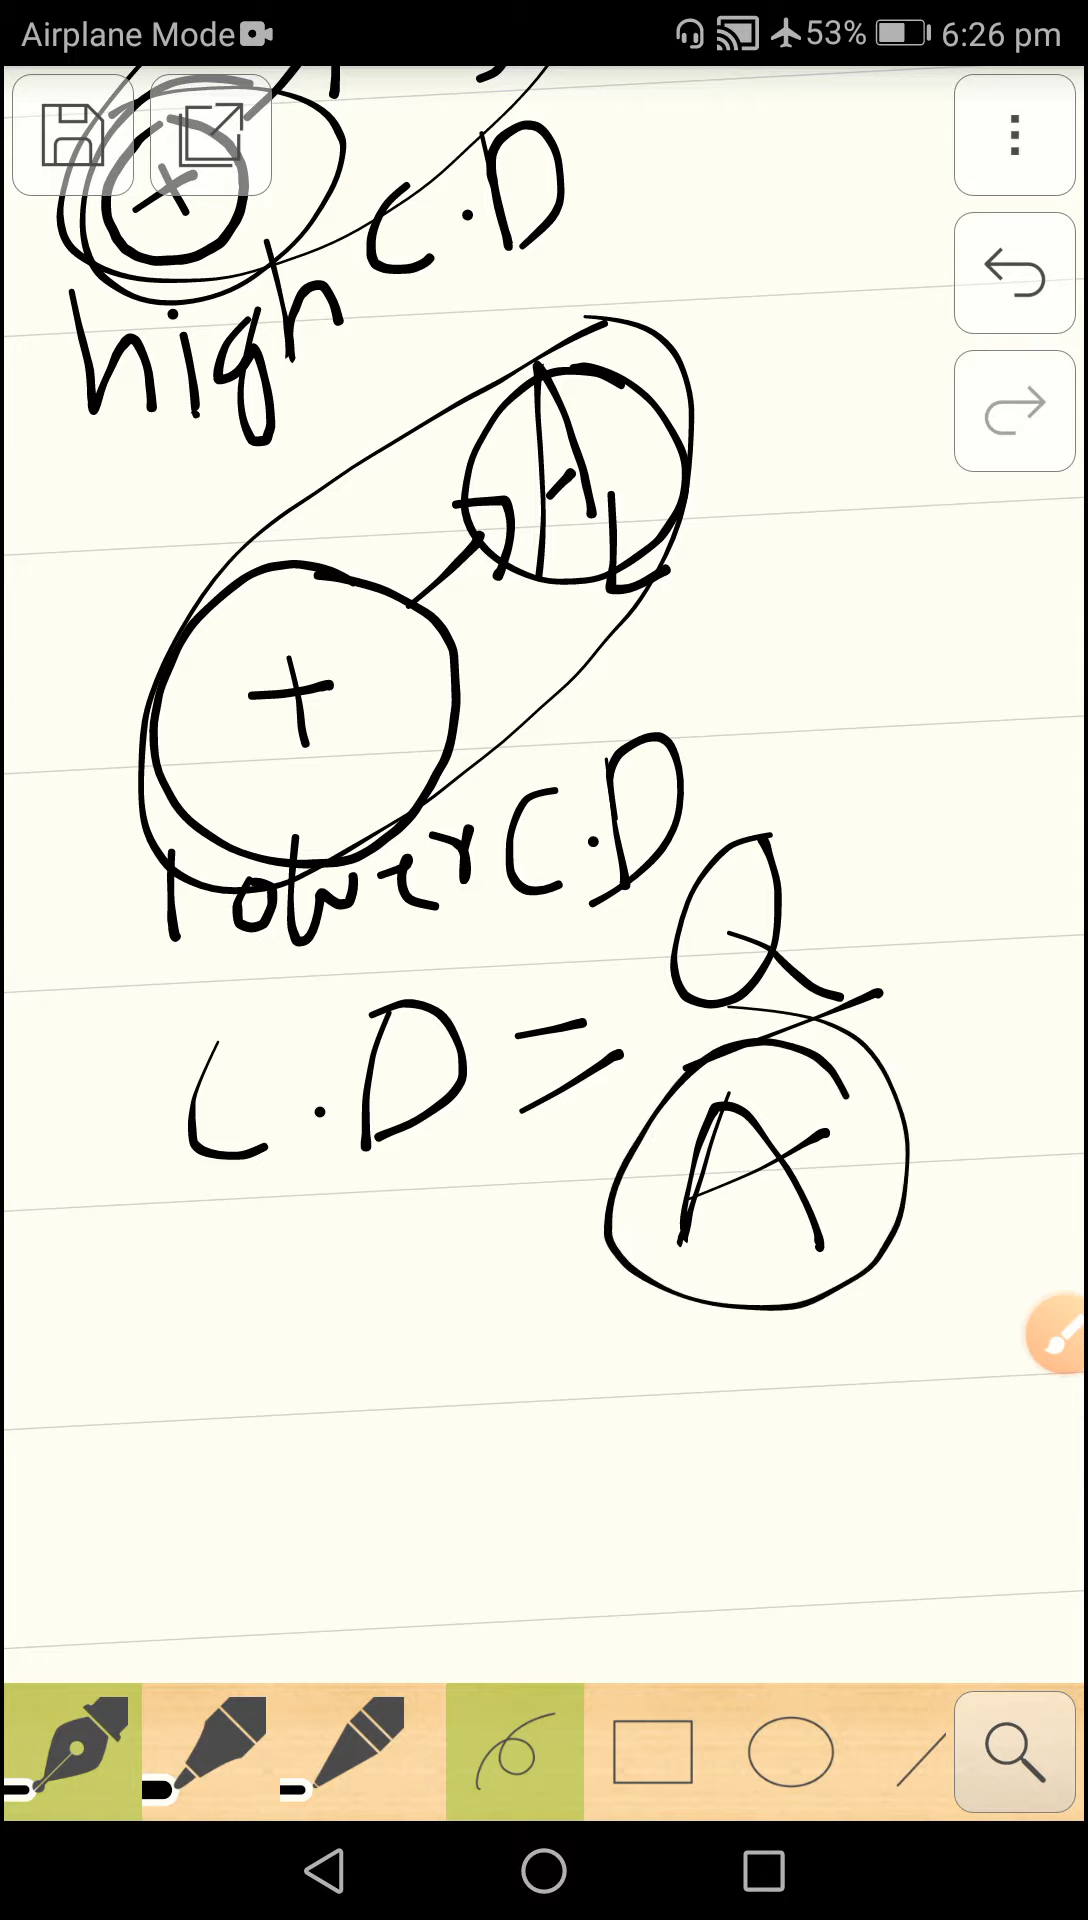 Airplane Mode 53% 6:26 pm
C.D
high
+
+
lower C.D
C.D = Q
A